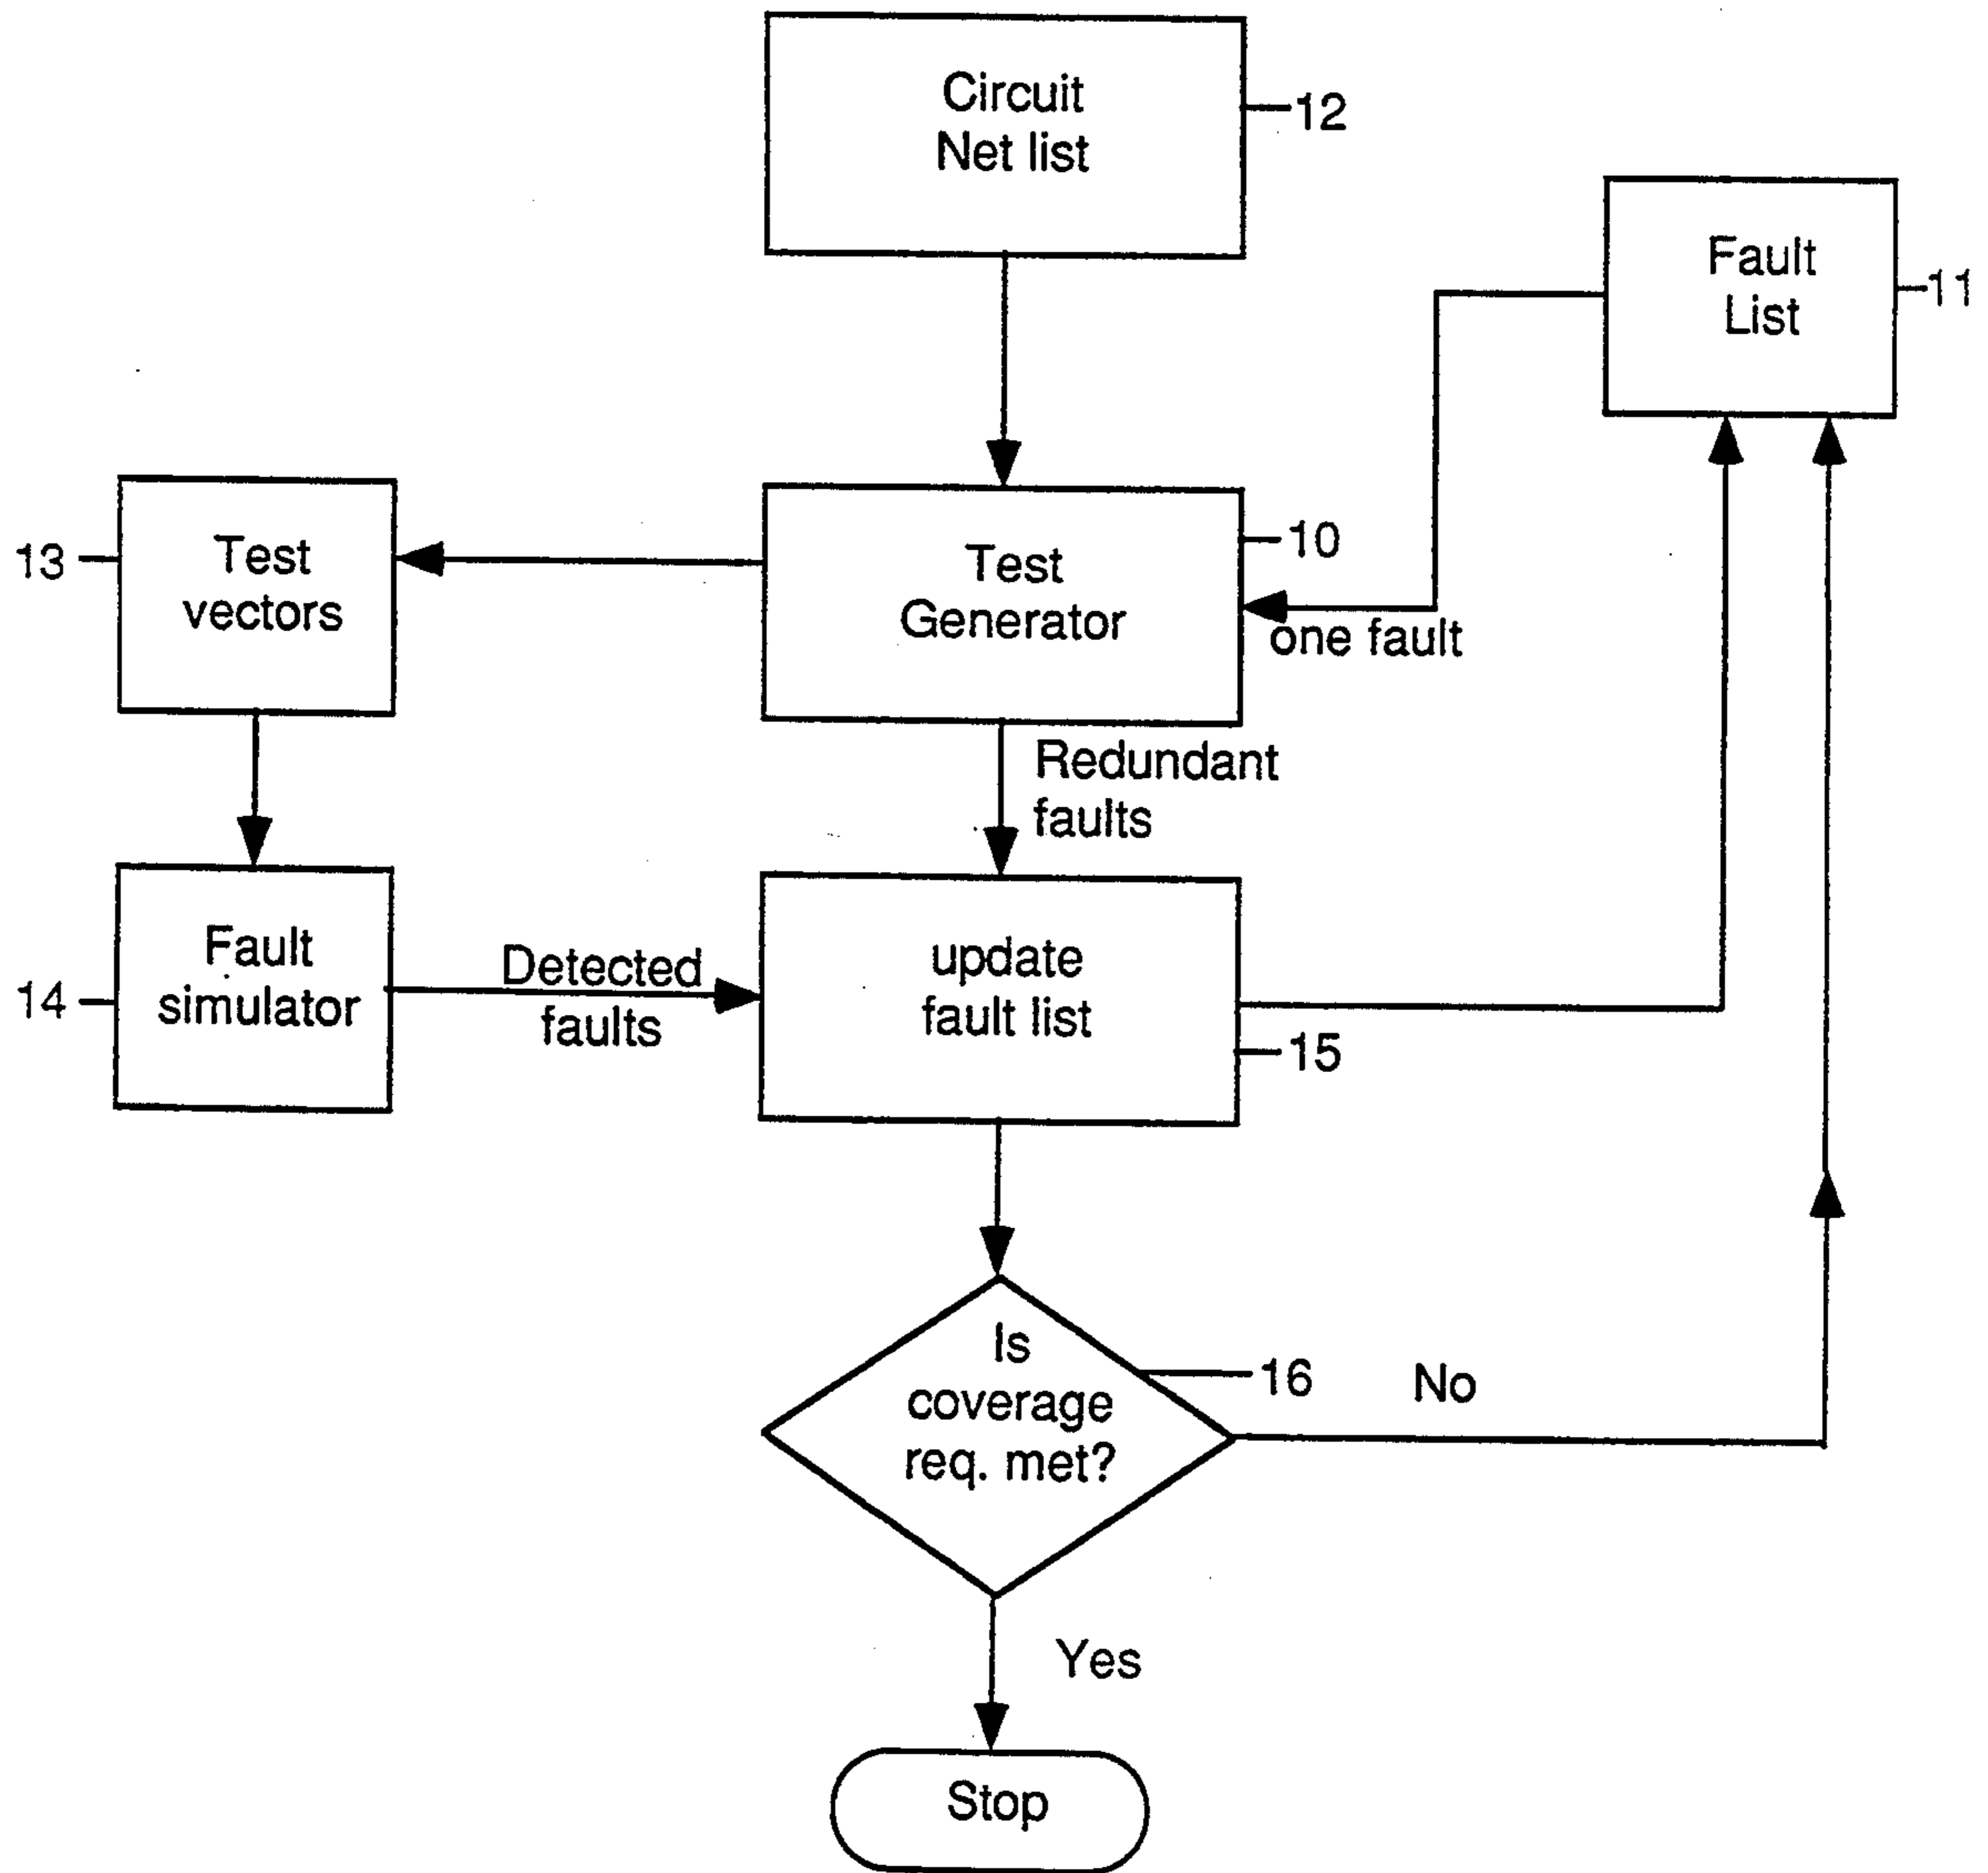 Circuit
Net list
12
Fault
List
11
Test
vectors
13
Test
Generator
10
one fault
Redundant
faults
Fault
simulator
14
Detected
faults
update
fault list
15
Is
coverage
req. met?
16
No
Yes
Stop